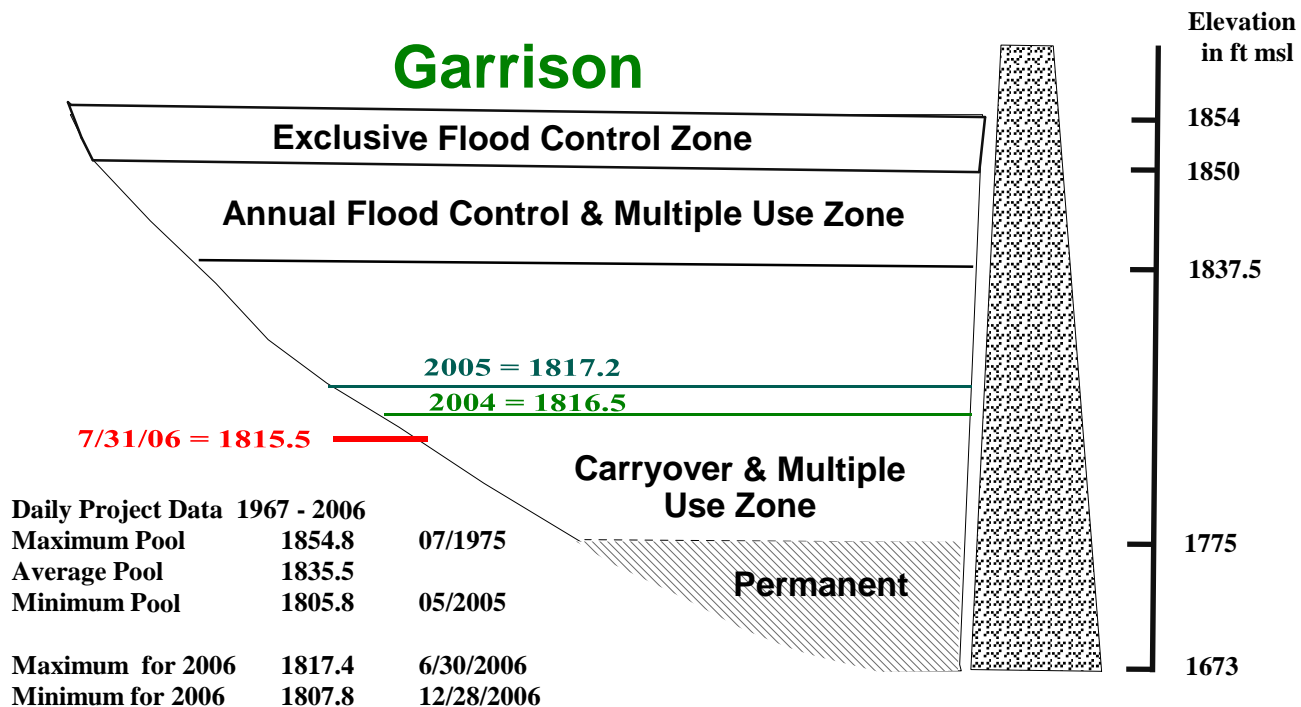 Elevation
in ft msl
Garrison
1854
Exclusive Flood Control Zone
1850
Annual Flood Control & Multiple Use Zone
1837.5
2005 = 1817.2
2004 = 1816.5
7/31/06 = 1815.5
Carryover & Multiple
Use Zone
Daily Project Data 1967 - 2006
Maximum Pool 1854.8 07/1975
1775
Average Pool 1835.5
Permanent
Minimum Pool 1805.8 05/2005
Maximum for 2006 1817.4 6/30/2006
1673
Minimum for 2006 1807.8 12/28/2006